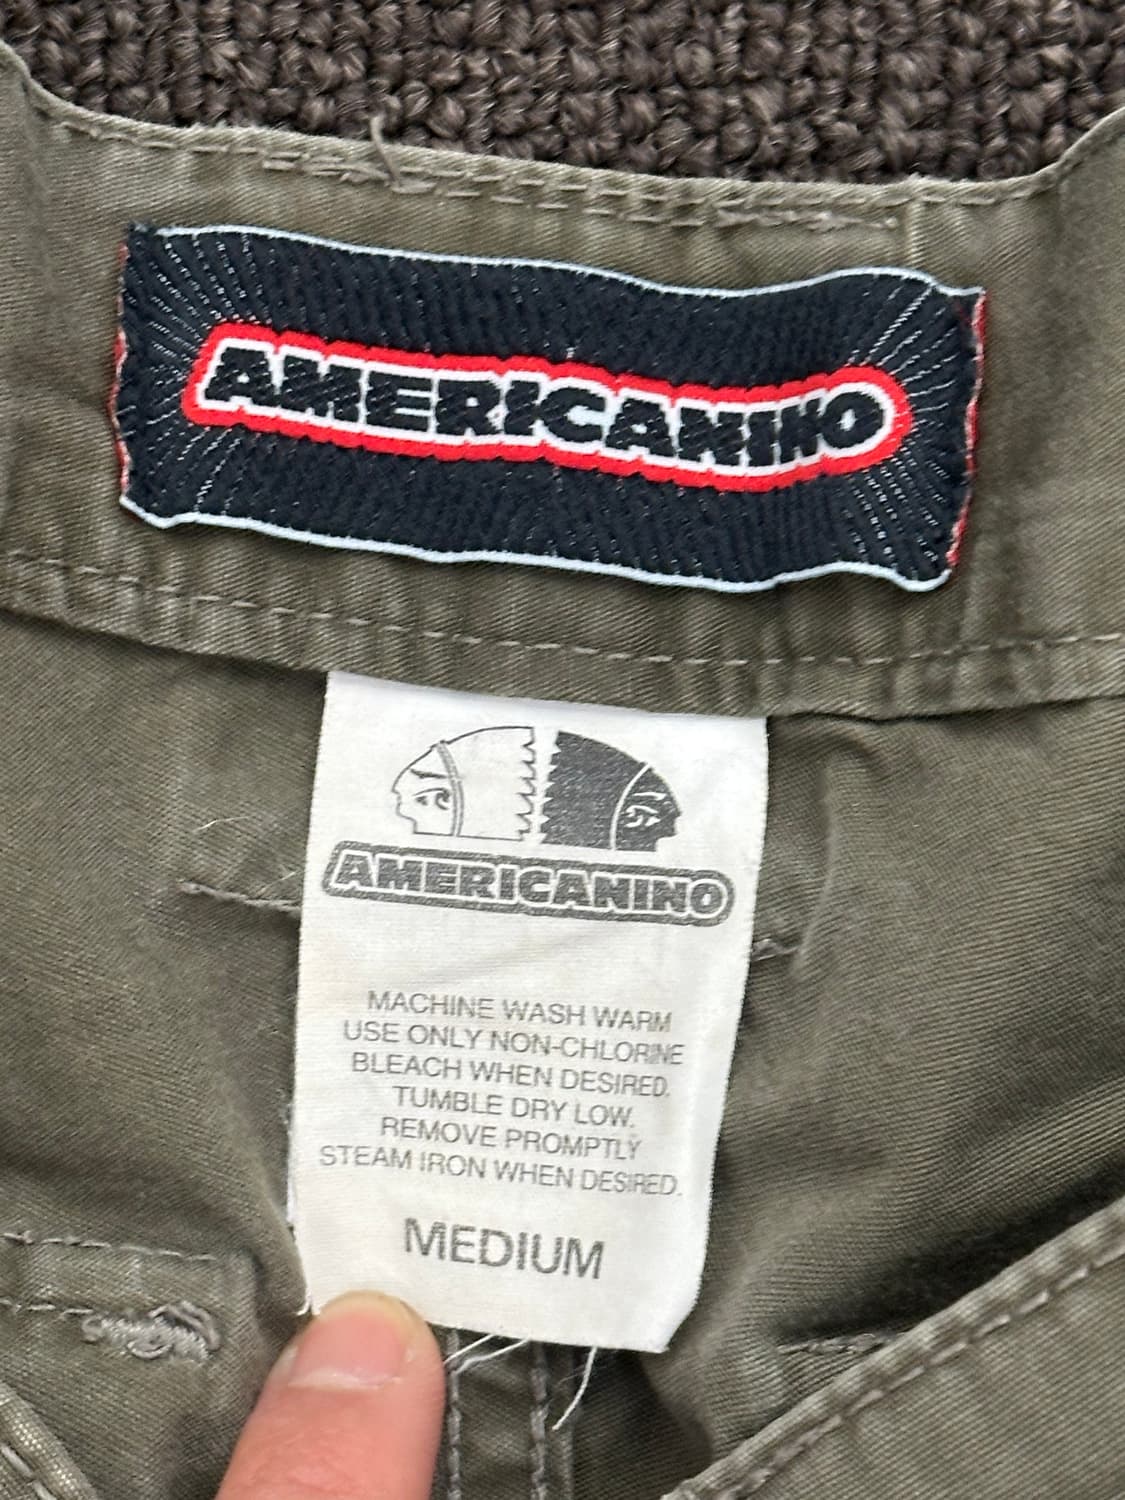 AMERICANINO
AMERICANINO
MACHINE WASH WARM
USE ONLY NON-CHLORINE
BLEACH WHEN DESIRED.
TUMBLE DRY LOW.
REMOVE PROMPTLY
STEAM IRON WHEN DESIRED.
MEDIUM